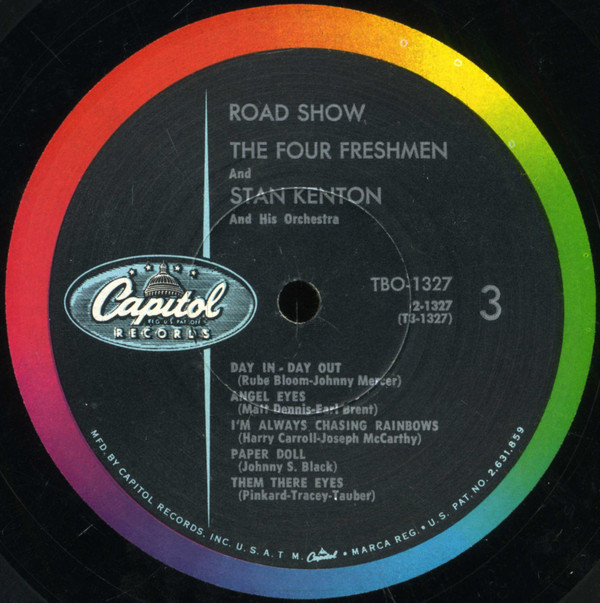 ROAD SHOW
THE FOUR FRESHMEN
And
STAN KENTON
And His Orchestra
TBO-1327
2-1327
(T3-1327)
3
Capitol
REG. U.S. PAT. OFF.
RECORDS
DAY IN - DAY OUT
(Rube Bloom-Johnny Mercer)
ANGEL EYES
(Matt Dennis-Earl Brent)
I'M ALWAYS CHASING RAINBOWS
(Harry Carroll-Joseph McCarthy)
PAPER DOLL
(Johnny S. Black)
THEM THERE EYES
(Pinkard-Tracey-Tauber)
MFD. BY CAPITOL RECORDS, INC. U.S.A. T.M. Capitol • MARCA REG. • U.S. PAT. NO. 2,631,859